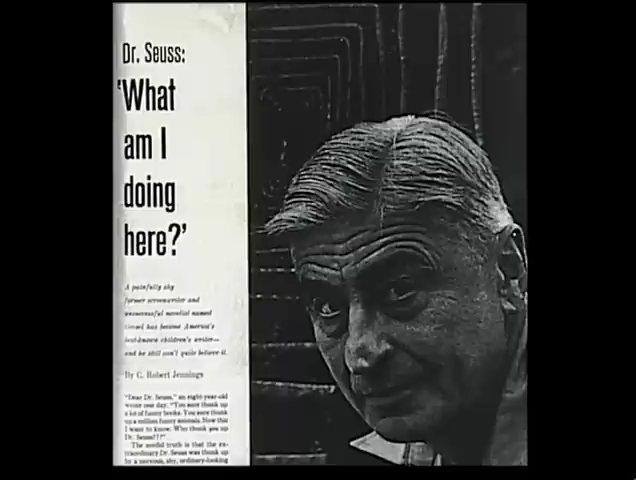 Dr. Seuss:
'What
am I
doing
here?'
A painfully shy
former screenwriter and
unsuccessful novelist named
Geisel has become America's
best-known children's writer—
and he still can't quite believe it.
By C. Robert Jennings
"Dear Dr. Seuss," an eight-year-old
wrote one day: "You sure thunk up
a lot of funny books. You sure thunk
up a million funny animals. Now this
I want to know. Who thunk you up
Dr. Seuss???"
The sordid truth is that the ex-
traordinary Dr. Seuss was thunk up
by a nervous, shy, ordinary-looking